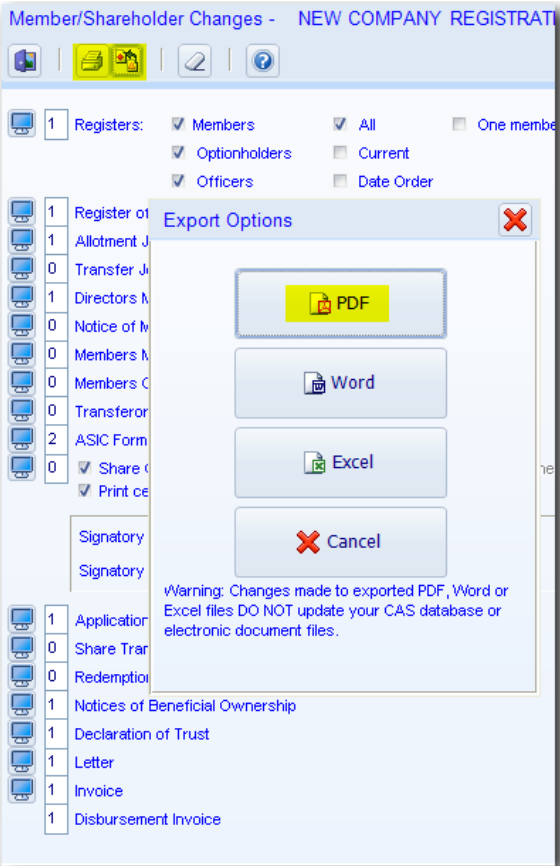 Member/Shareholder Changes - NEW COMPANY REGISTRATI
1 Registers: Members All One membe
Optionholders Current
Officers Date Order
1 Register of
1 Allotment J
0 Transfer J
1 Directors M
0 Notice of M
0 Members M
0 Members C
0 Transferor
2 ASIC Form
0 Share C
Print ce
Signatory
Signatory
Export Options
PDF
Word
Excel
Cancel
Warning: Changes made to exported PDF, Word or
Excel files DO NOT update your CAS database or
electronic document files.
1 Application
0 Share Tran
0 Redemption
1 Notices of Beneficial Ownership
1 Declaration of Trust
1 Letter
1 Invoice
1 Disbursement Invoice